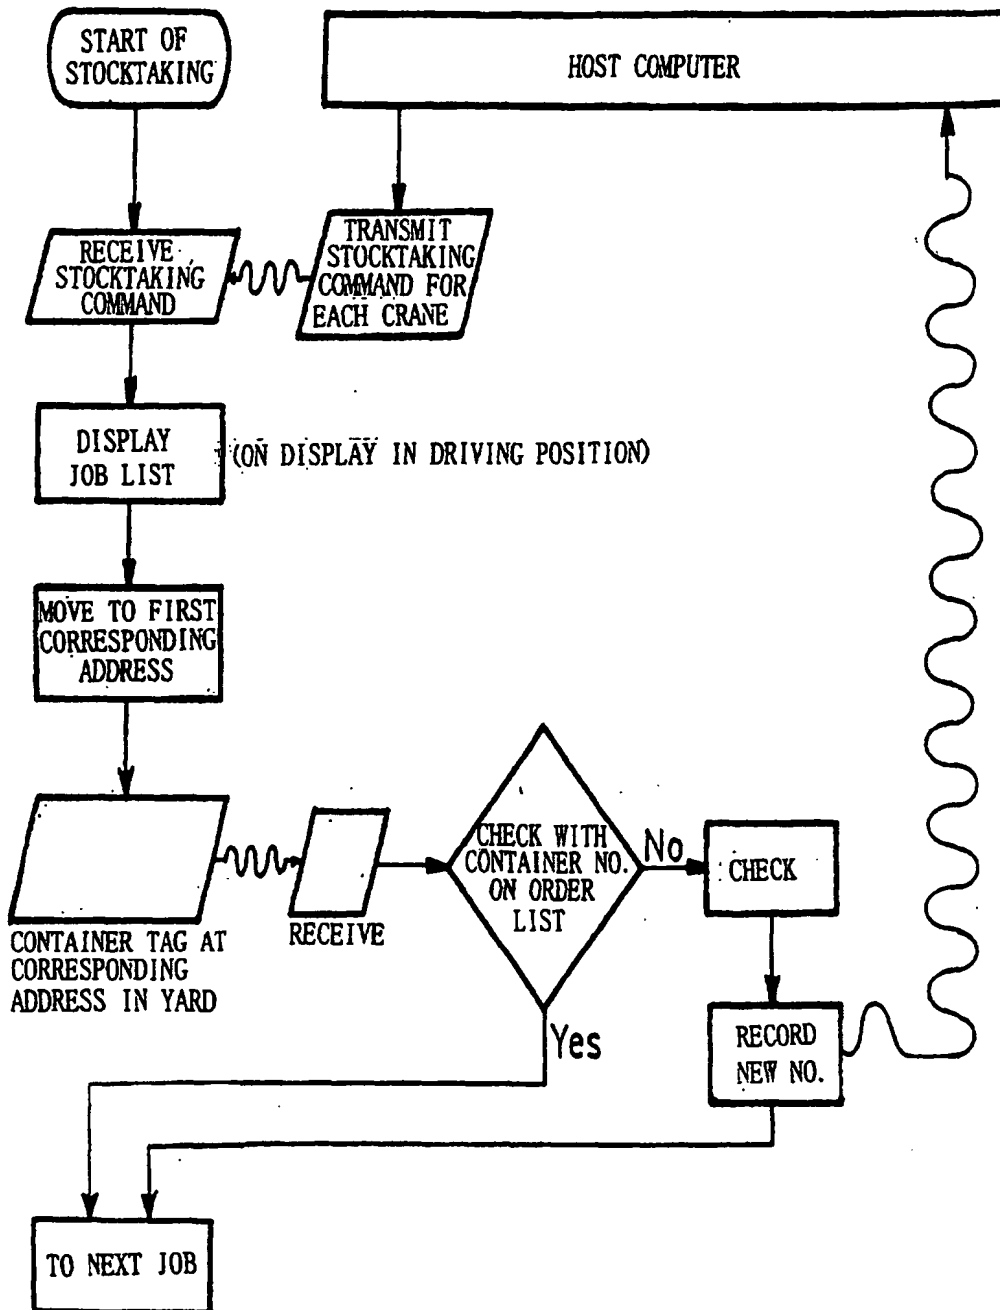 START OF
STOCKTAKING
HOST COMPUTER
RECEIVE
STOCKTAKING
COMMAND
TRANSMIT
STOCKTAKING
COMMAND FOR
EACH CRANE
DISPLAY
JOB LIST
(ON DISPLAY IN DRIVING POSITION)
MOVE TO FIRST
CORRESPONDING
ADDRESS
CONTAINER TAG AT
CORRESPONDING
ADDRESS IN YARD
RECEIVE
CHECK WITH
CONTAINER NO.
ON ORDER
LIST
No
CHECK
Yes
RECORD
NEW NO.
TO NEXT JOB